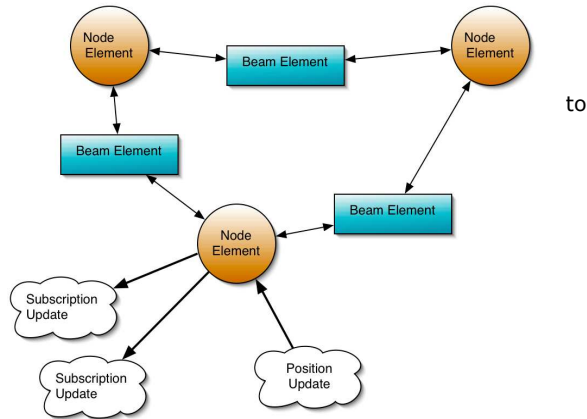 Node
Element
Beam Element
Node
Element
to
Beam Element
Beam Element
Node
Element
Subscription
Update
Subscription
Update
Position
Update